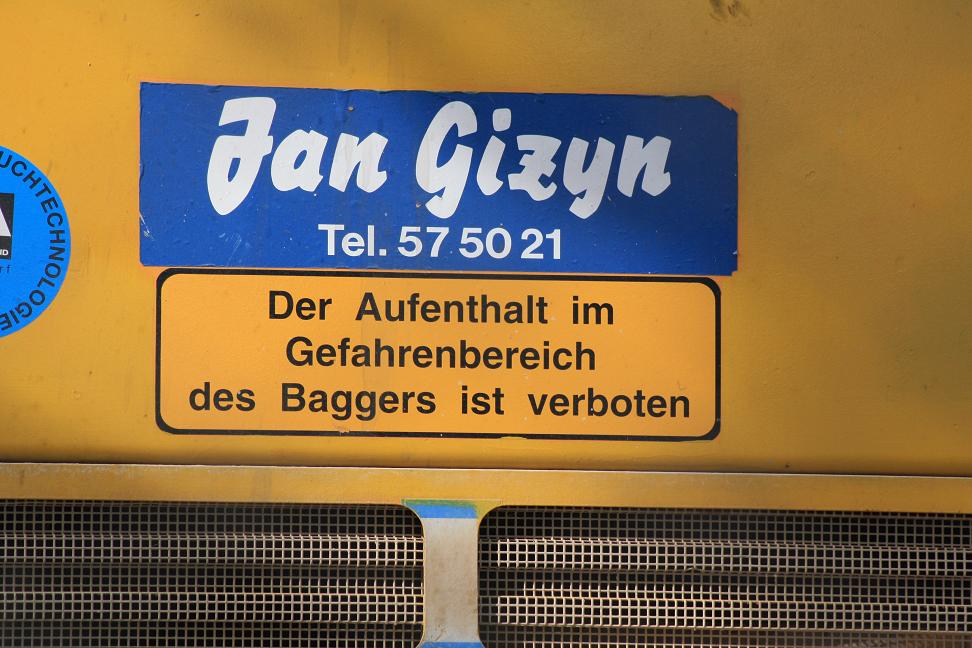 Jan Gizyn
Tel. 57 50 21
Der Aufenthalt im
Gefahrenbereich
des Baggers ist verboten